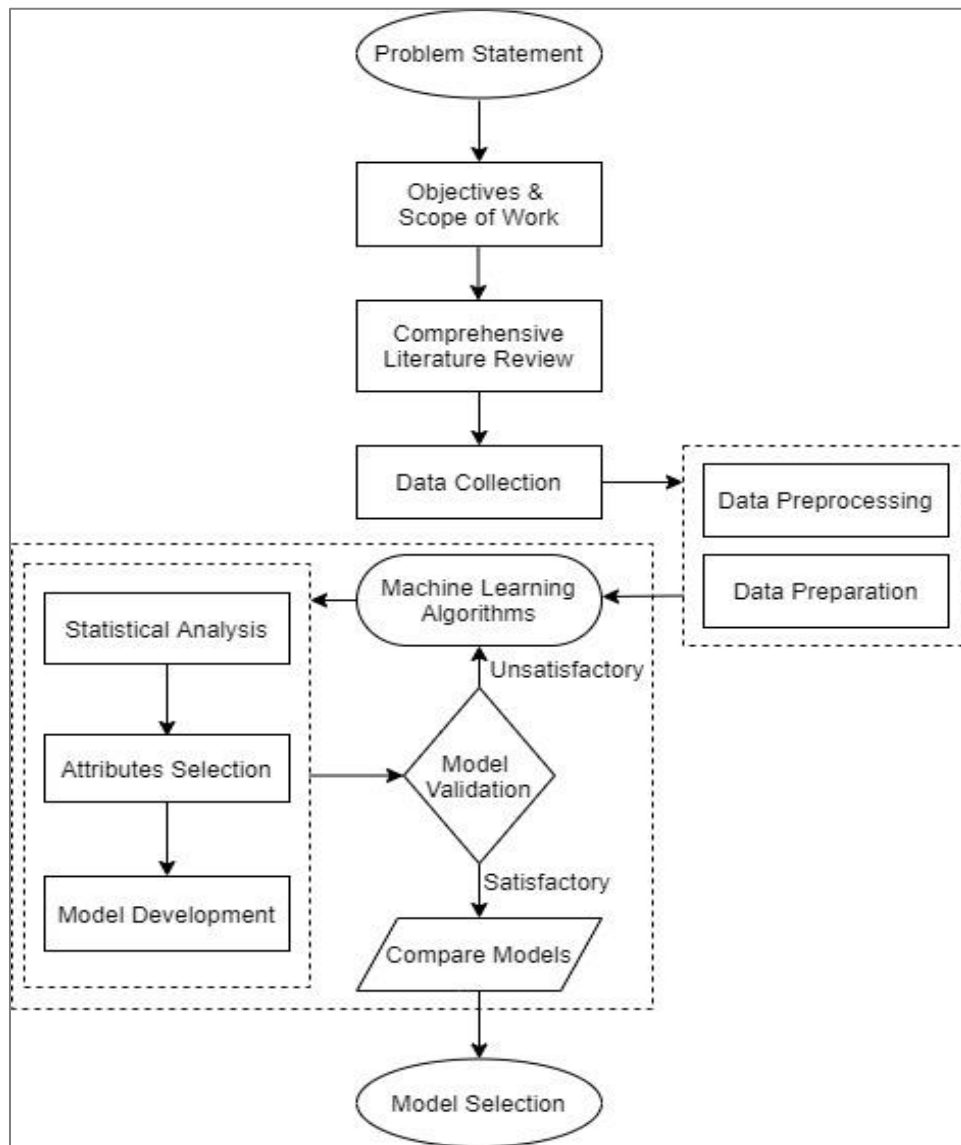 Problem Statement
Objectives &
Scope of Work
Comprehensive
Literature Review
Data Collection
Data Preprocessing
Data Preparation
Machine Learning
Algorithms
Statistical Analysis
Attributes Selection
Model Development
Unsatisfactory
Model
Validation
Satisfactory
Compare Models
Model Selection